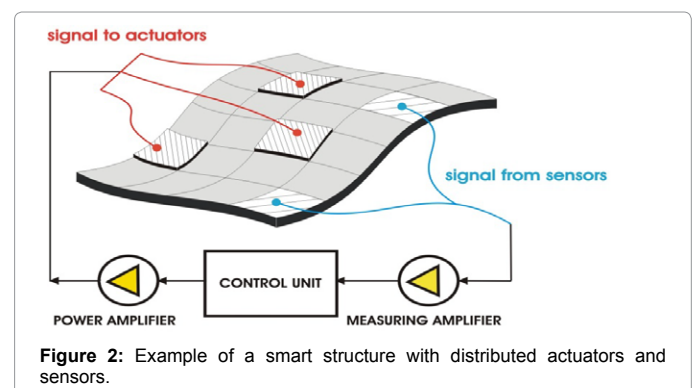 signal to actuators
signal from sensors
CONTROL UNIT
POWER AMPLIFIER
MEASURING AMPLIFIER
Figure 2: Example of a smart structure with distributed actuators and
sensors.